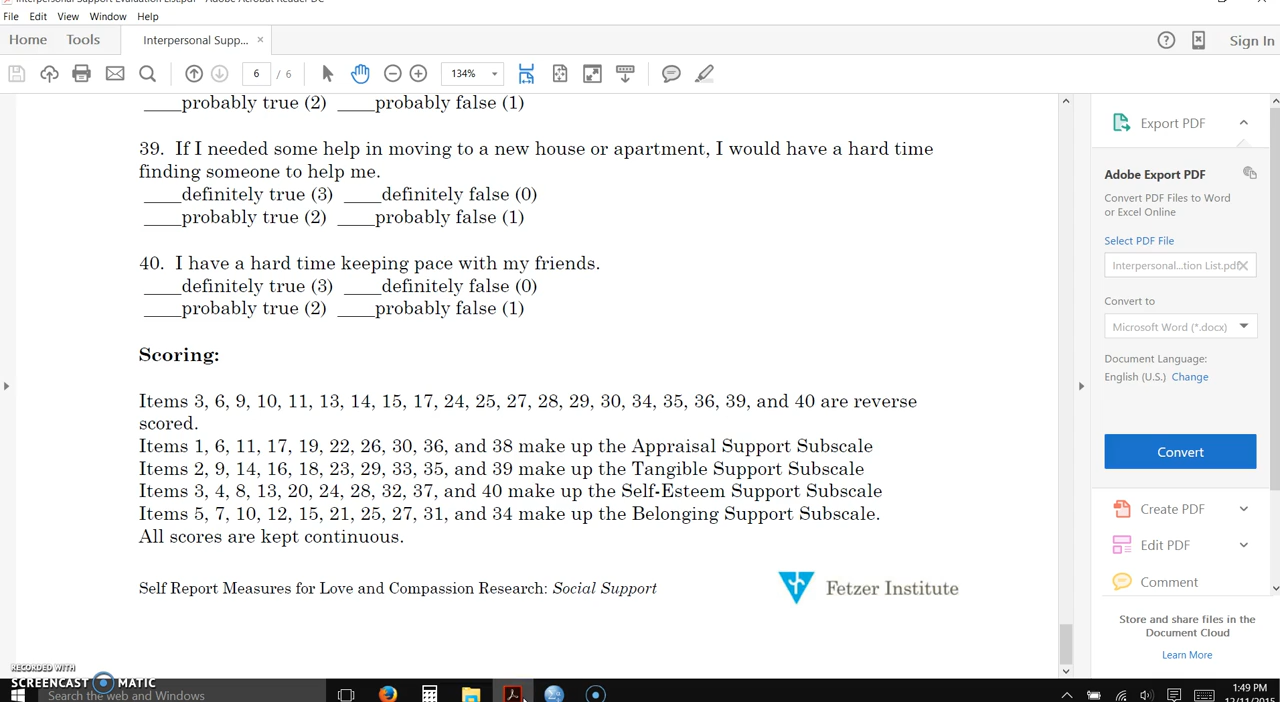 Interpersonal Support Evaluation List.pdf - Adobe Acrobat Reader DC
File Edit View Window Help
Home Tools Interpersonal Supp... × Sign In
6 / 6 134%
____probably true (2) ____probably false (1)
39. If I needed some help in moving to a new house or apartment, I would have a hard time
finding someone to help me.
____definitely true (3) ____definitely false (0)
____probably true (2) ____probably false (1)
40. I have a hard time keeping pace with my friends.
____definitely true (3) ____definitely false (0)
____probably true (2) ____probably false (1)
Scoring:
Items 3, 6, 9, 10, 11, 13, 14, 15, 17, 24, 25, 27, 28, 29, 30, 34, 35, 36, 39, and 40 are reverse
scored.
Items 1, 6, 11, 17, 19, 22, 26, 30, 36, and 38 make up the Appraisal Support Subscale
Items 2, 9, 14, 16, 18, 23, 29, 33, 35, and 39 make up the Tangible Support Subscale
Items 3, 4, 8, 13, 20, 24, 28, 32, 37, and 40 make up the Self-Esteem Support Subscale
Items 5, 7, 10, 12, 15, 21, 25, 27, 31, and 34 make up the Belonging Support Subscale.
All scores are kept continuous.
Self Report Measures for Love and Compassion Research: Social Support
Fetzer Institute
Export PDF
Adobe Export PDF
Convert PDF Files to Word
or Excel Online
Select PDF File
Interpersonal...tion List.pdf
Convert to
Microsoft Word (*.docx)
Document Language:
English (U.S.) Change
Convert
Create PDF
Edit PDF
Comment
Store and share files in the
Document Cloud
Learn More
RECORDED WITH
SCREENCAST MATIC
Search the web and Windows
1:49 PM
12/11/2015